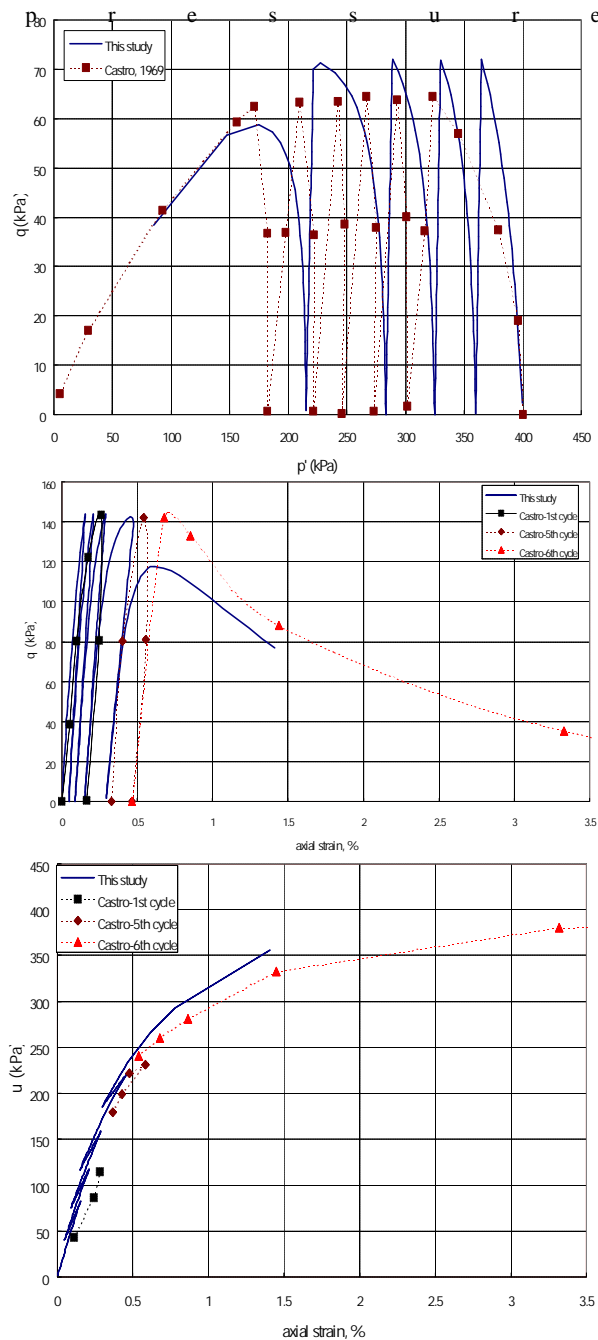 p r e s s u r e
80
70
60
50
40
30
20
10
0
q (kPa)
This study
Castro, 1969
0 50 100 150 200 250 300 350 400 450
p' (kPa)
160
140
120
100
80
60
40
20
0
q (kPa)
This study
Castro-1st cycle
Castro-5th cycle
Castro-6th cycle
0 0.5 1 1.5 2 2.5 3 3.5
axial strain, %
450
400
350
300
250
200
150
100
50
0
u (kPa)
This study
Castro-1st cycle
Castro-5th cycle
Castro-6th cycle
0 0.5 1 1.5 2 2.5 3 3.5
axial strain, %